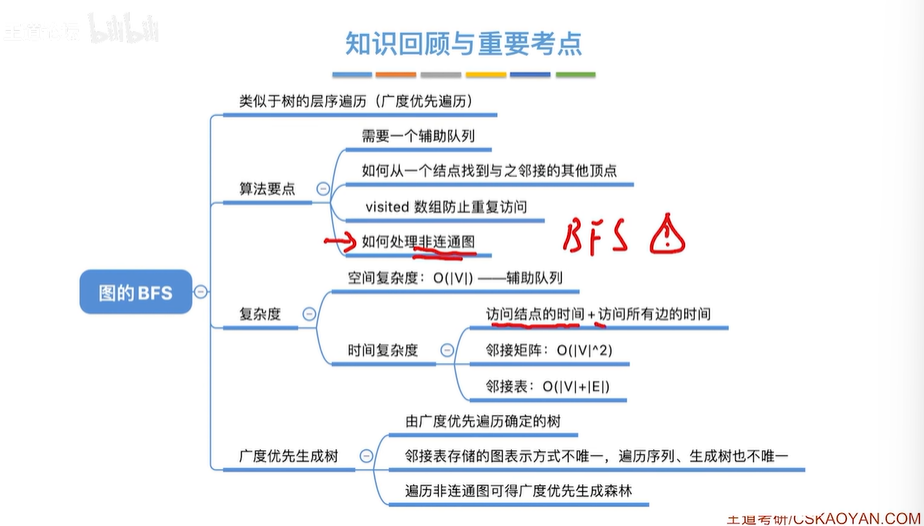 bilibili
知识回顾与重要考点
类似于树的层序遍历（广度优先遍历）
需要一个辅助队列
如何从一个结点找到与之邻接的其他顶点
算法要点
visited 数组防止重复访问
如何处理非连通图
BFS
空间复杂度：O(|V|) ——辅助队列
图的BFS
复杂度
访问结点的时间 + 访问所有边的时间
时间复杂度
邻接矩阵：O(|V|^2)
邻接表：O(|V|+|E|)
由广度优先遍历确定的树
广度优先生成树
邻接表存储的图表示方式不唯一，遍历序列、生成树也不唯一
遍历非连通图可得广度优先生成森林
王道考研/CSKAOYAN.COM